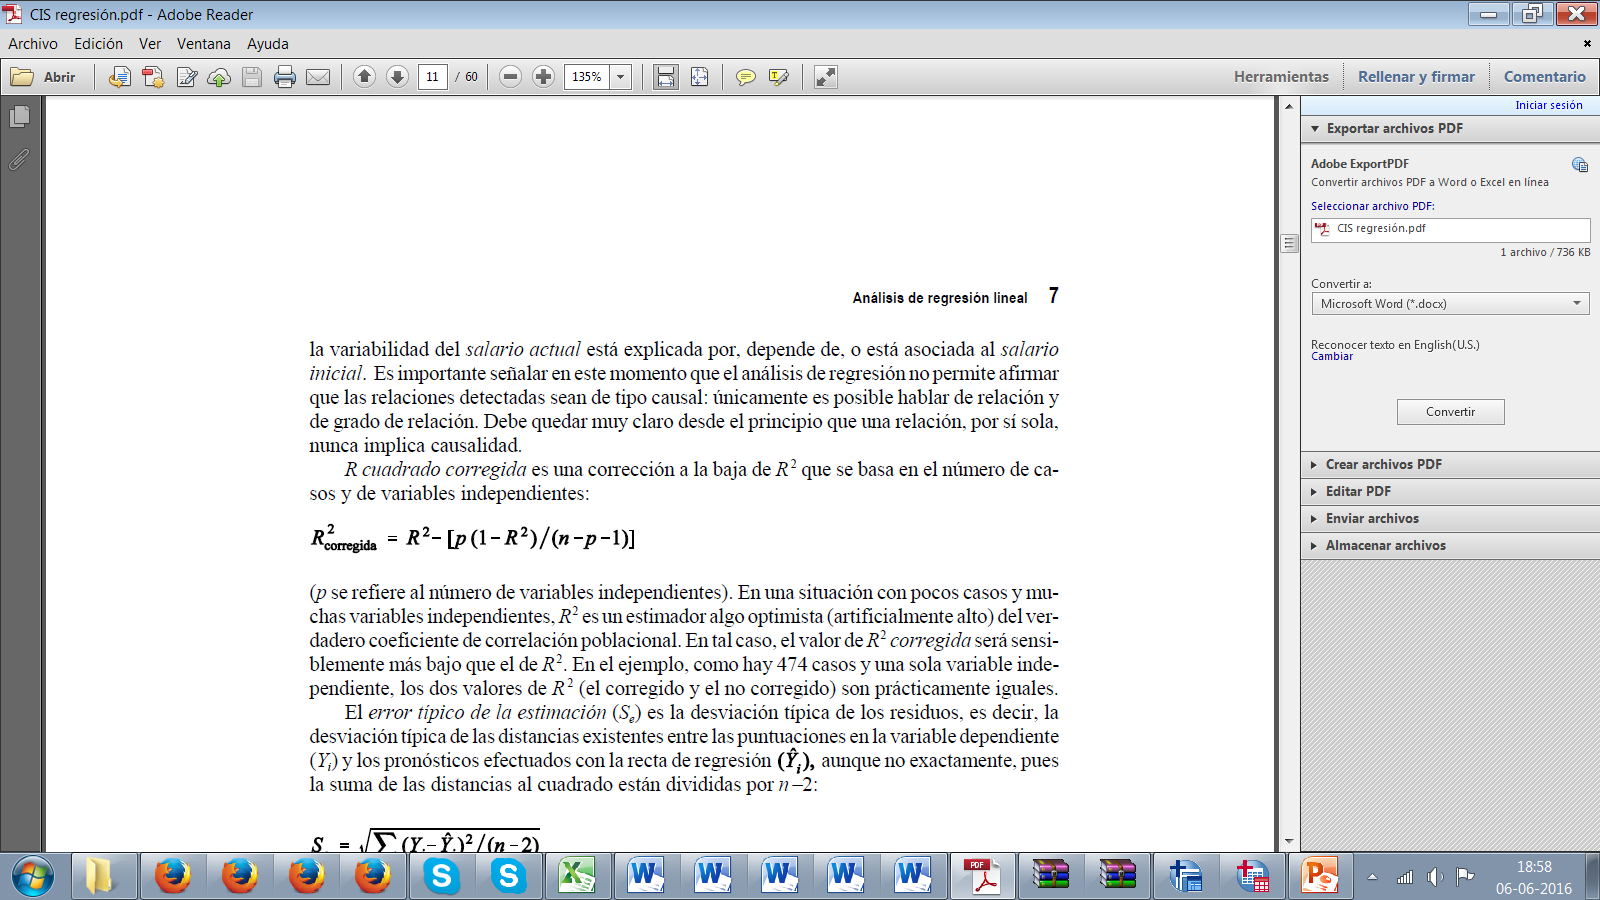 CIS regresión.pdf - Adobe Reader
Archivo Edición Ver Ventana Ayuda
Abrir 11 / 60 135% Herramientas Rellenar y firmar Comentario
Iniciar sesión
Exportar archivos PDF
Adobe ExportPDF
Convertir archivos PDF a Word o Excel en línea
Seleccionar archivo PDF:
CIS regresión.pdf
1 archivo / 736 KB
Convertir a:
Microsoft Word (*.docx)
Reconocer texto en English(U.S.)
Cambiar
Convertir
Crear archivos PDF
Editar PDF
Enviar archivos
Almacenar archivos
Análisis de regresión lineal 7
la variabilidad del salario actual está explicada por, depende de, o está asociada al salario
inicial. Es importante señalar en este momento que el análisis de regresión no permite afirmar
que las relaciones detectadas sean de tipo causal: únicamente es posible hablar de relación y
de grado de relación. Debe quedar muy claro desde el principio que una relación, por sí sola,
nunca implica causalidad.
R cuadrado corregida es una corrección a la baja de R² que se basa en el número de ca-
sos y de variables independientes:
R²corregida = R² – [p (1 – R²) / (n – p – 1)]
(p se refiere al número de variables independientes). En una situación con pocos casos y mu-
chas variables independientes, R² es un estimador algo optimista (artificialmente alto) del ver-
dadero coeficiente de correlación poblacional. En tal caso, el valor de R² corregida será sensi-
blemente más bajo que el de R². En el ejemplo, como hay 474 casos y una sola variable inde-
pendiente, los dos valores de R² (el corregido y el no corregido) son prácticamente iguales.
El error típico de la estimación (Sₑ) es la desviación típica de los residuos, es decir, la
desviación típica de las distancias existentes entre las puntuaciones en la variable dependiente
(Yᵢ) y los pronósticos efectuados con la recta de regresión (Ŷᵢ), aunque no exactamente, pues
la suma de las distancias al cuadrado están divididas por n –2:
S = √∑ (Y – Ŷ)² / (n – 2)
PDF
18:58
06-06-2016